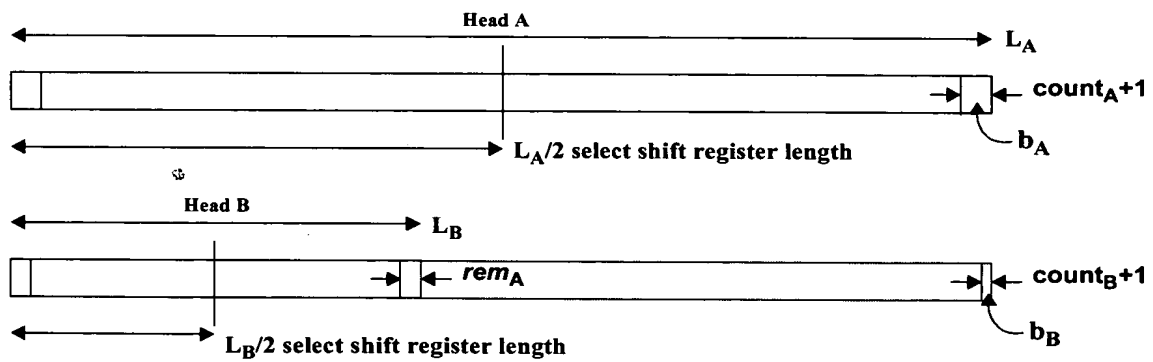 Head A
L_A
count_A+1
b_A
L_A/2 select shift register length
Head B
L_B
rem_A
count_B+1
b_B
L_B/2 select shift register length